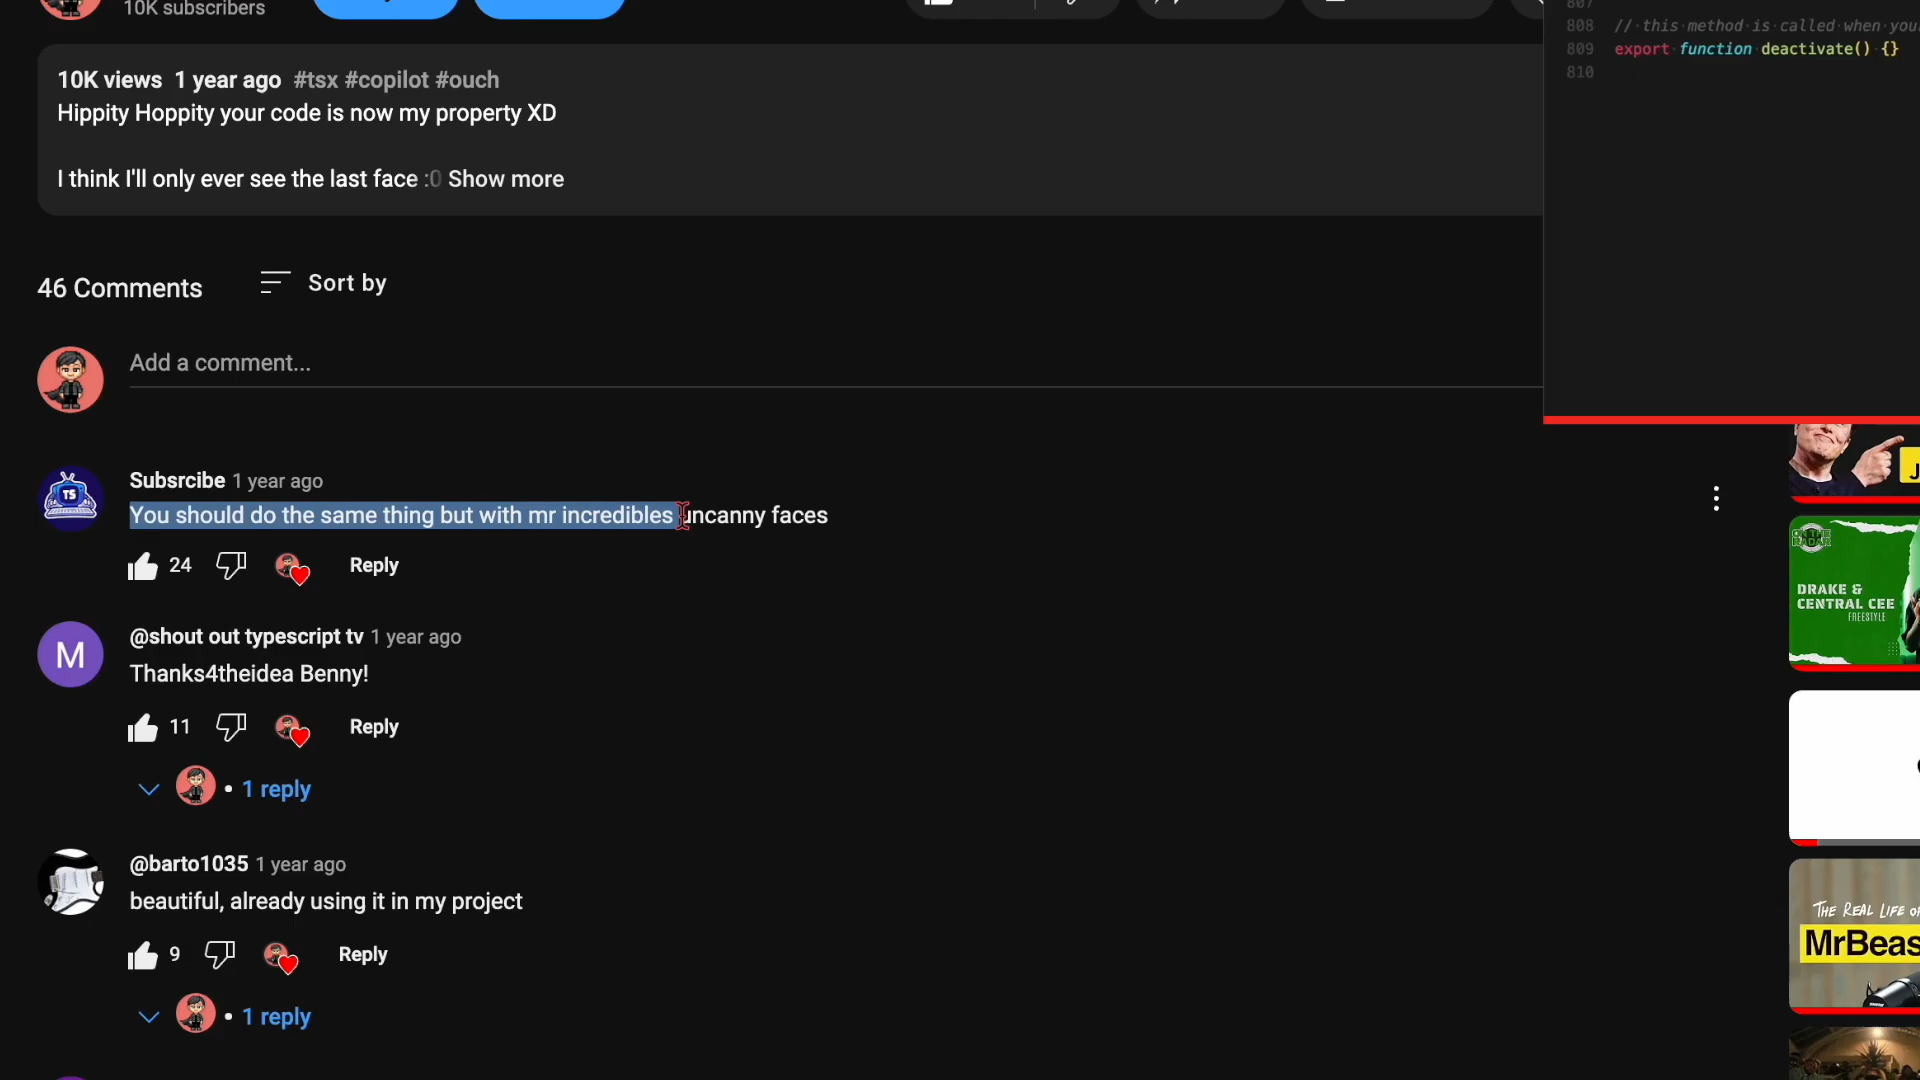 10K subscribers
10K views 1 year ago #tsx #copilot #ouch
Hippity Hoppity your code is now my property XD
I think I'll only ever see the last face :0 Show more
46 Comments
Sort by
Add a comment...
Subsrcibe 1 year ago
You should do the same thing but with mr incredibles uncanny faces
24
Reply
@shout out typescript tv 1 year ago
Thanks4theidea Benny!
11
Reply
• 1 reply
@barto1035 1 year ago
beautiful, already using it in my project
9
Reply
• 1 reply
807
808 // this method is called when you
809 export function deactivate() {}
810
TS
M
ON THE RADAR
DRAKE &
CENTRAL CEE
FREESTYLE
THE REAL LIFE OF
MrBeas